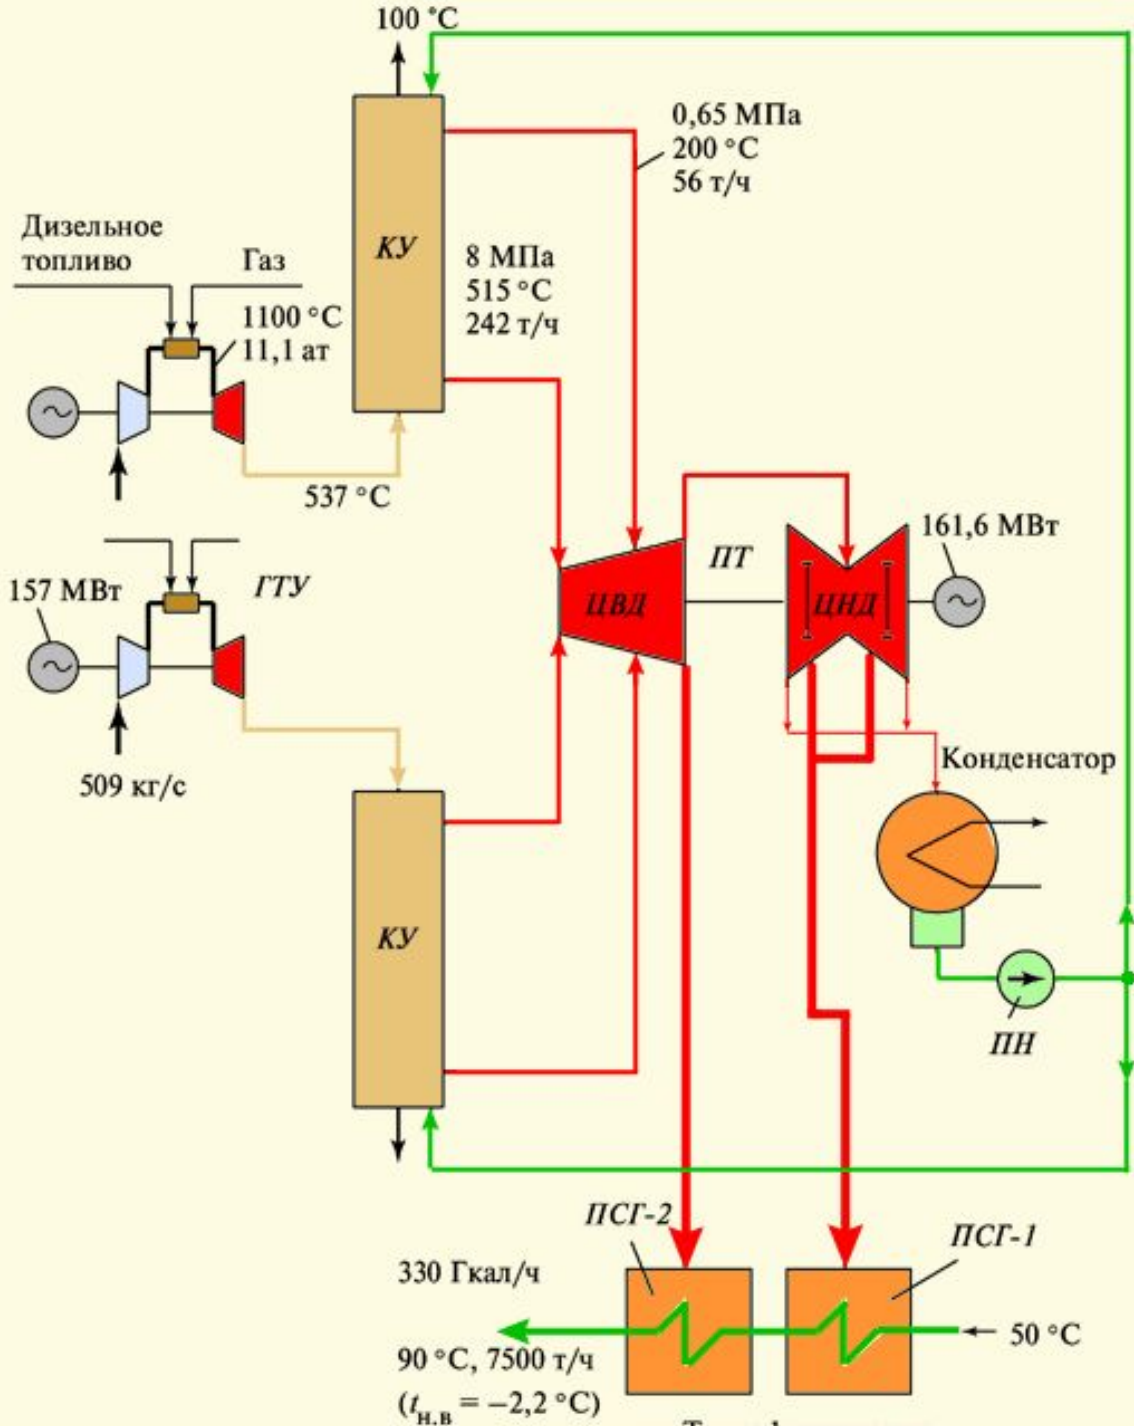 100 °C
0,65 МПа
200 °C
56 т/ч
Дизельное
топливо
Газ
КУ
8 МПа
515 °C
242 т/ч
1100 °C
11,1 ат
537 °C
157 МВт
ГТУ
ПТ
161,6 МВт
ЦВД
ЦНД
509 кг/с
Конденсатор
КУ
ПН
ПСГ-2
ПСГ-1
330 Гкал/ч
50 °C
90 °C, 7500 т/ч
(tн.в = −2,2 °C)